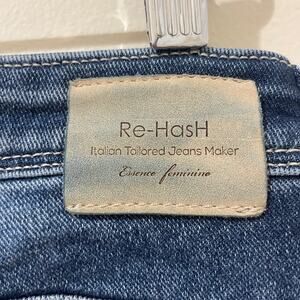 Re-HasH
Italian Tailored Jeans Maker
Essence feminine